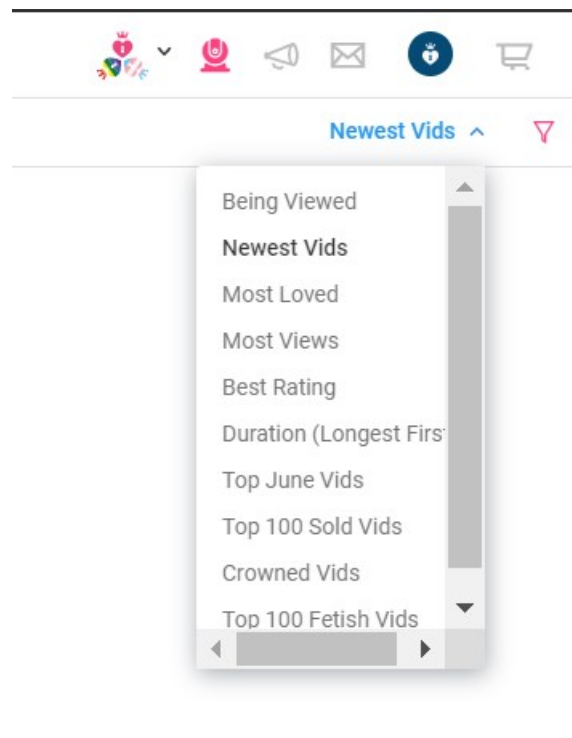 Newest Vids
Being Viewed
Newest Vids
Most Loved
Most Views
Best Rating
Duration (Longest Firs
Top June Vids
Top 100 Sold Vids
Crowned Vids
Top 100 Fetish Vids